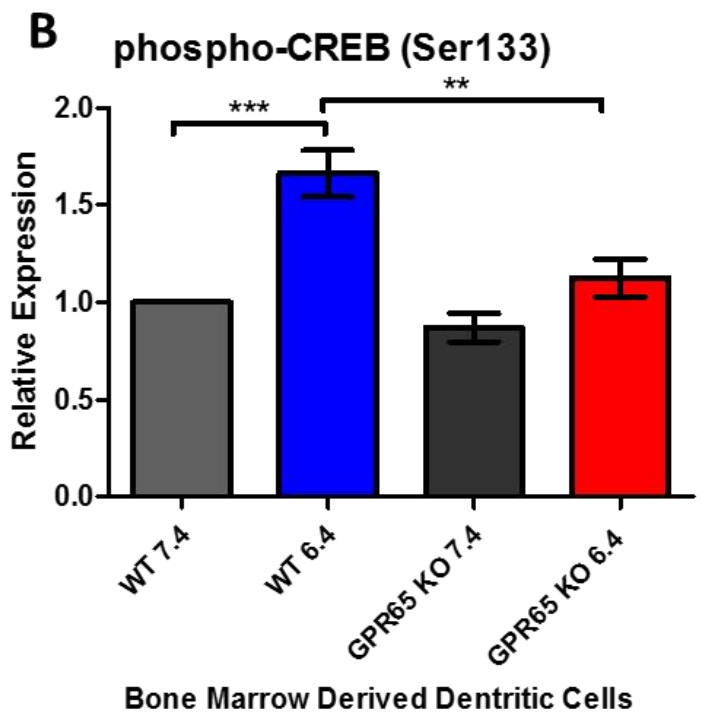 B
phospho-CREB (Ser133)
***
**
2.0
1.5
1.0
0.5
0.0
Relative Expression
WT 7.4
WT 6.4
GPR65 KO 7.4
GPR65 KO 6.4
Bone Marrow Derived Dentritic Cells